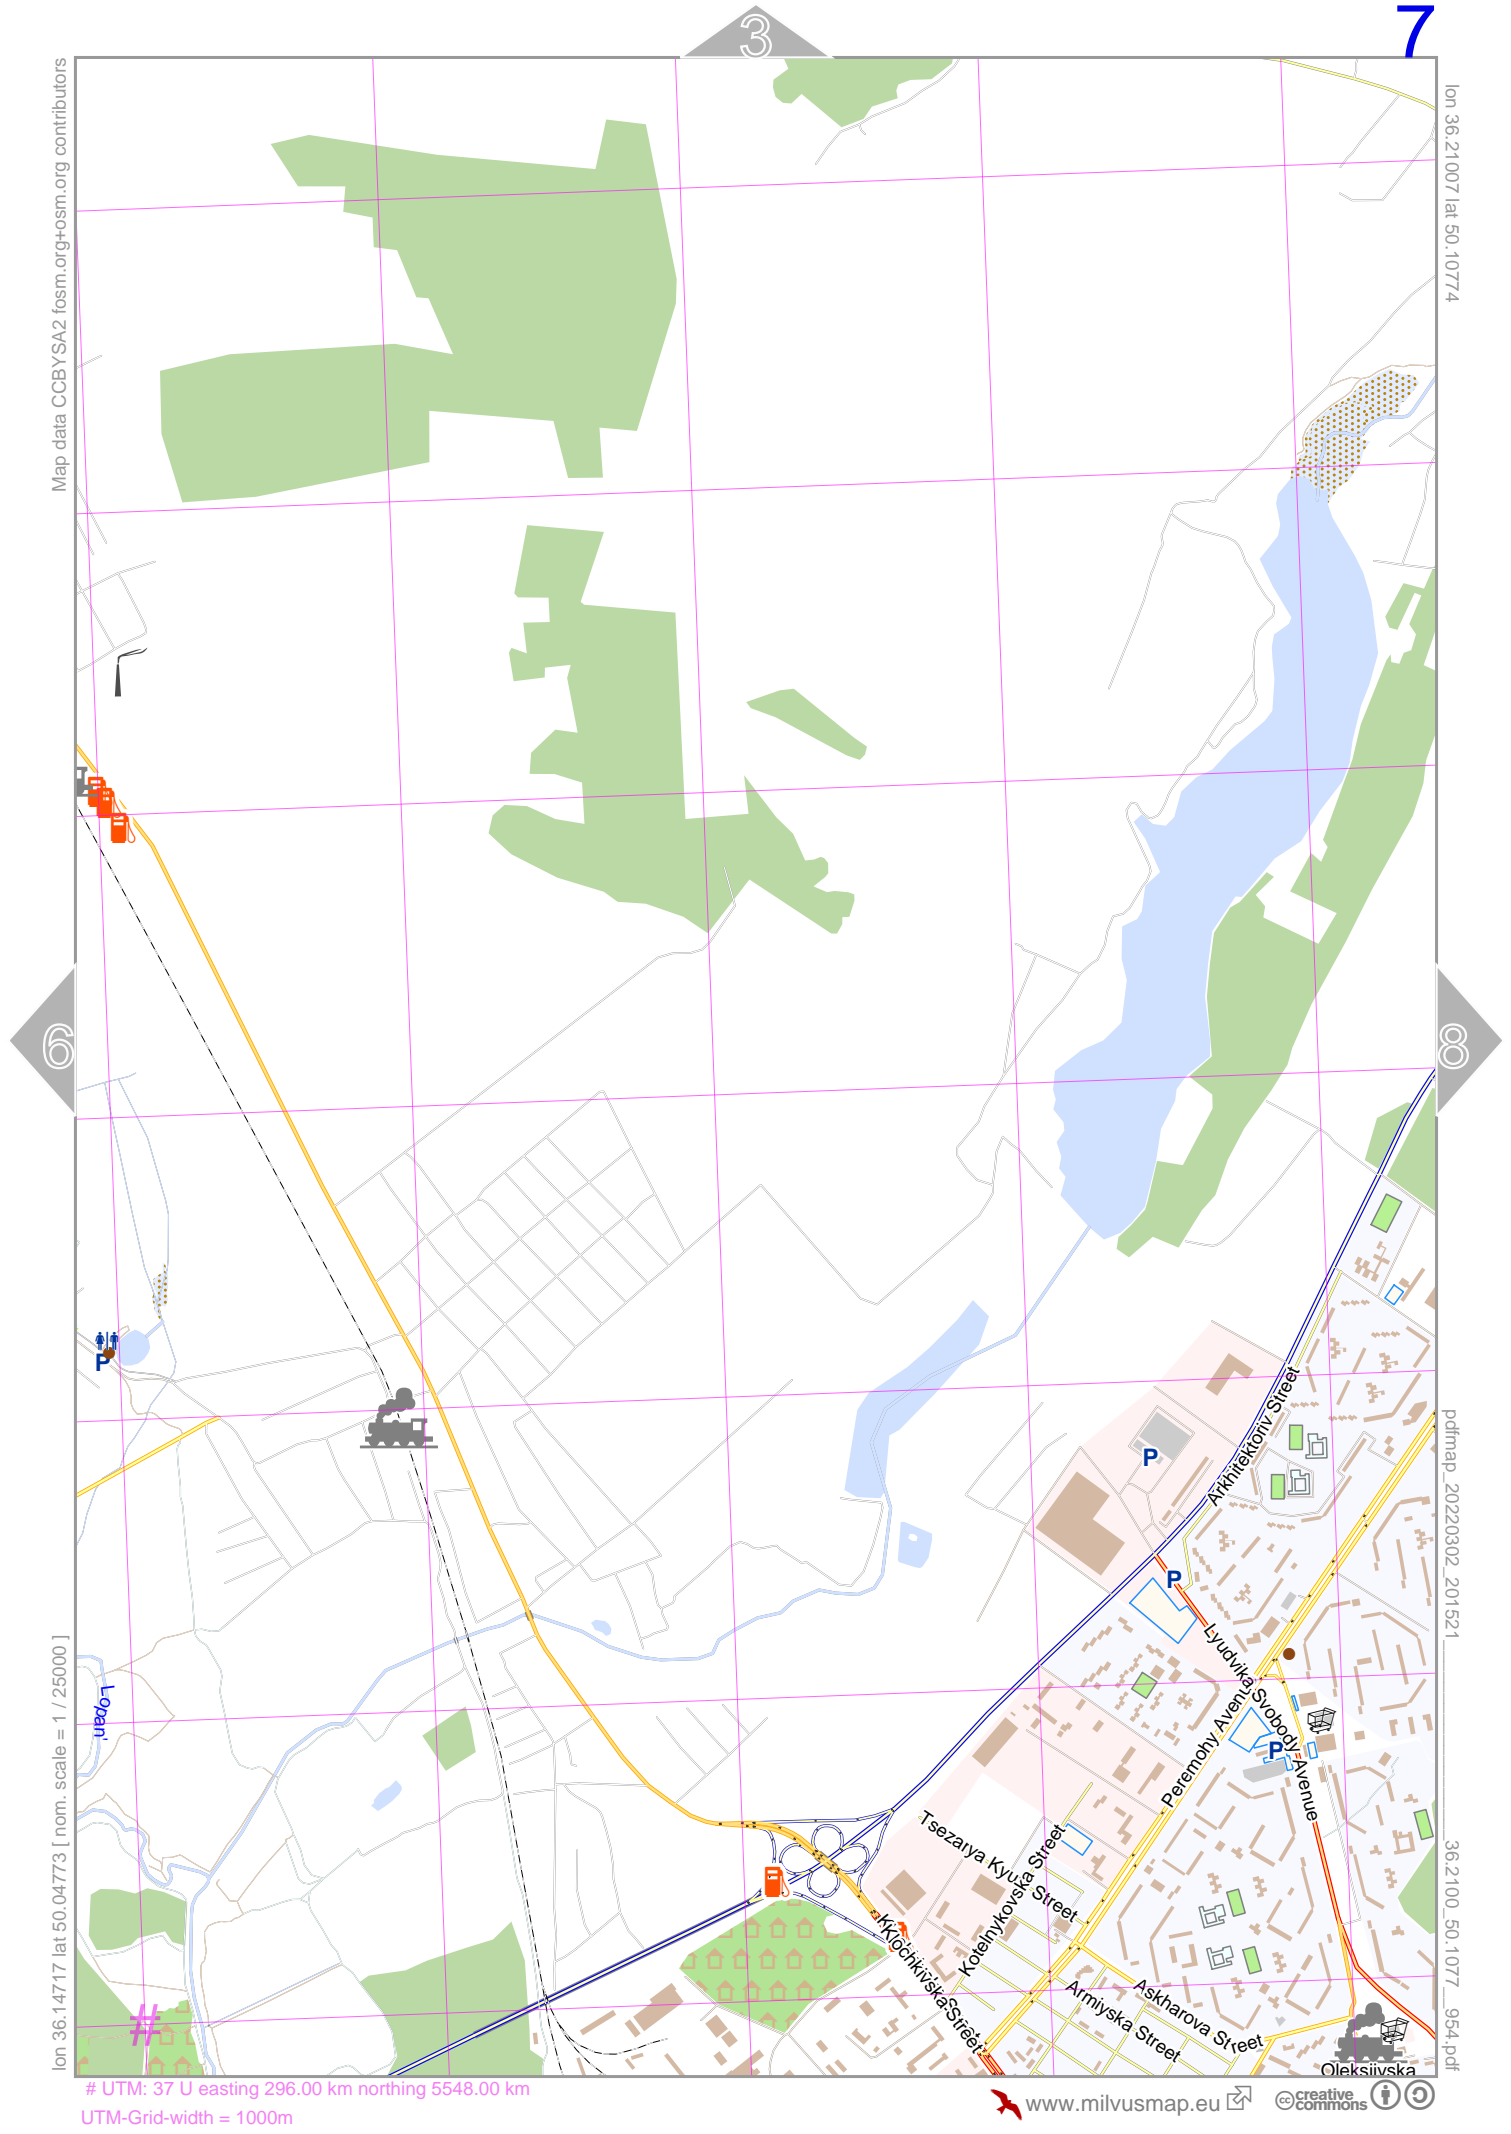 3
7
Map data CCBYSA2 fosm.org+osm.org contributors
lon 36.21007 lat 50.10774
6
8
P
P
Arkhitektoriv Street
P
Lyudvika Svobody Avenue
Peremohy Avenue
P
L-opan'
Tsezarya Kyui Street
Kotelnykovska Street
Klochkivska Street
Armiyska Street
Askharova Street
Oleksiivska
pdfmap_20220302_201521
36.2100_50.1077__954.pdf
lon 36.14717 lat 50.04773 [ nom. scale = 1 / 25000 ]
#
# UTM: 37 U easting 296.00 km northing 5548.00 km
UTM-Grid-width = 1000m
www.milvusmap.eu
cc creative commons